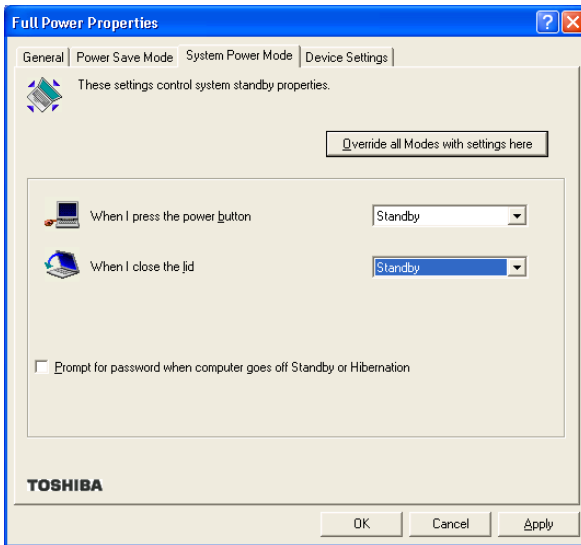 Full Power Properties
General Power Save Mode System Power Mode Device Settings
These settings control system standby properties.
Override all Modes with settings here
When I press the power button Standby
When I close the lid Standby
Prompt for password when computer goes off Standby or Hibernation
TOSHIBA
OK Cancel Apply